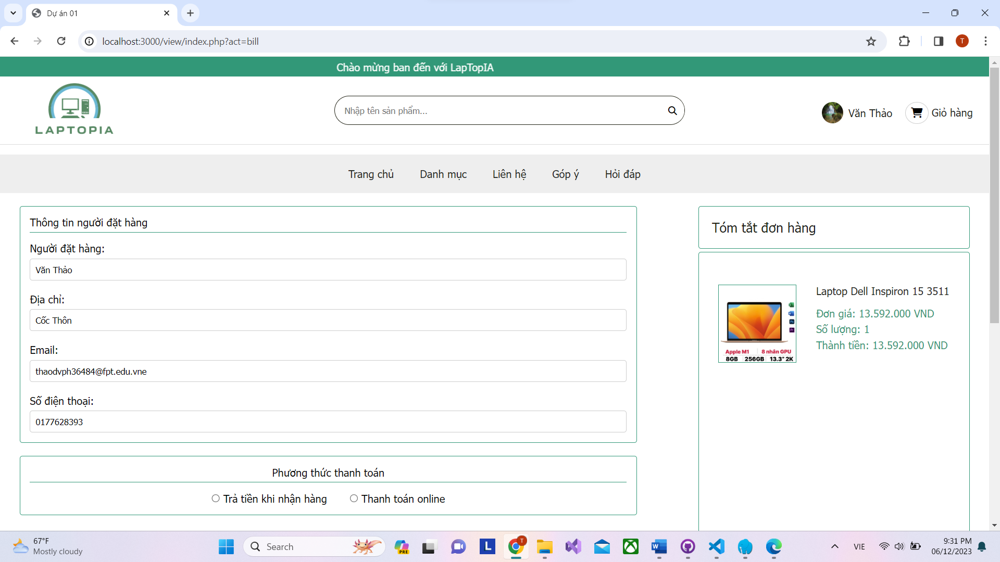 Dự án 01
localhost:3000/view/index.php?act=bill
T
Chào mừng ban đến với LapTopIA
LAPTOPIA
Nhập tên sản phẩm...
Văn Thảo
Giỏ hàng
Trang chủ
Danh mục
Liên hệ
Góp ý
Hỏi đáp
Thông tin người đặt hàng
Người đặt hàng:
Văn Thảo
Địa chỉ:
Cốc Thôn
Email:
thaodvph36484@fpt.edu.vne
Số điện thoại:
0177628393
Phương thức thanh toán
Trả tiền khi nhận hàng
Thanh toán online
Tóm tắt đơn hàng
Apple M1
8 nhân GPU
8GB
256GB
13.3" 2K
Laptop Dell Inspiron 15 3511
Đơn giá: 13.592.000 VND
Số lượng: 1
Thành tiền: 13.592.000 VND
67°F
Mostly cloudy
Search
PRE
L
T
W
VIE
9:31 PM
06/12/2023